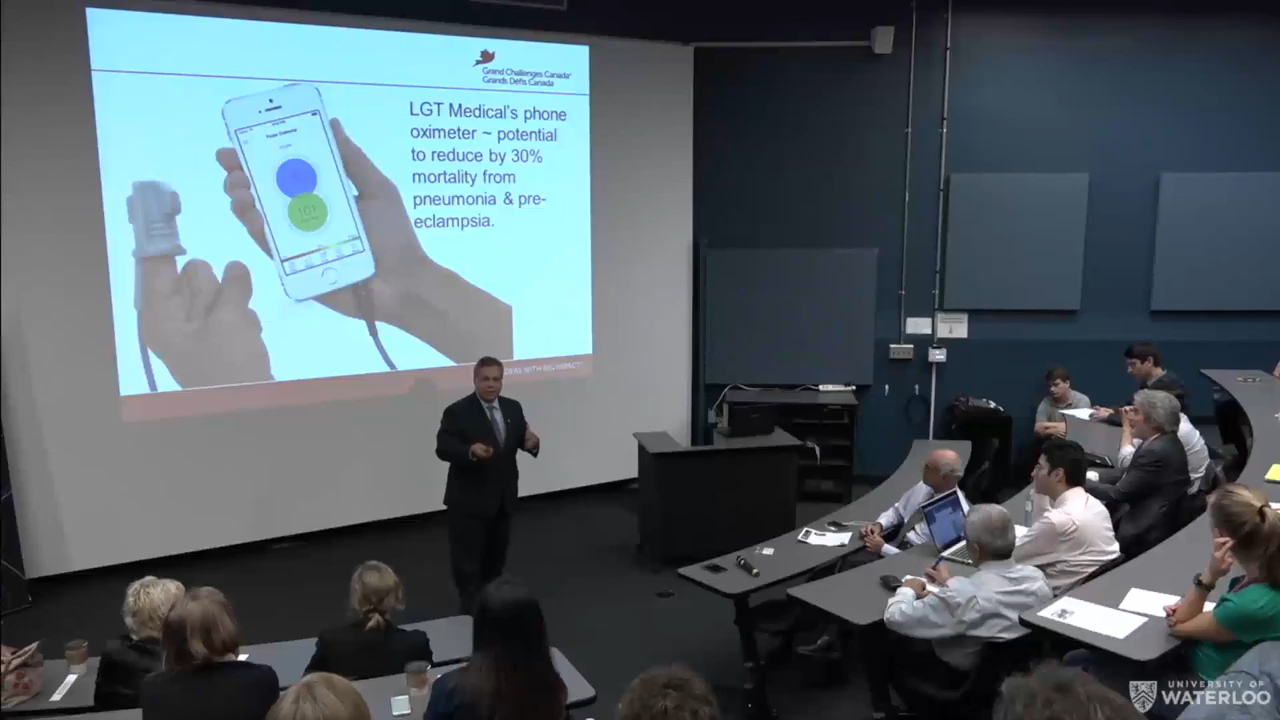 Grand Challenges Canada®
Grands Défis Canada
LGT Medical's phone
oximeter ~ potential
to reduce by 30%
mortality from
pneumonia & pre-
eclampsia.
101
UNIVERSITY OF
WATERLOO